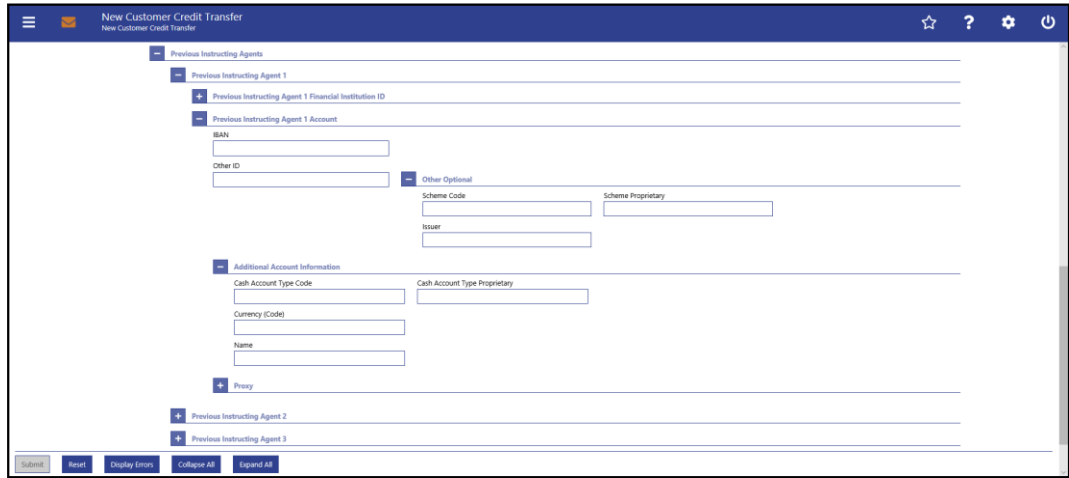 New Customer Credit Transfer
New Customer Credit Transfer
Previous Instructing Agents
Previous Instructing Agent 1
Previous Instructing Agent 1 Financial Institution ID
Previous Instructing Agent 1 Account
IBAN
Other ID
Other Optional
Scheme Code Scheme Proprietary
Issuer
Additional Account Information
Cash Account Type Code Cash Account Type Proprietary
Currency (Code)
Name
Proxy
Previous Instructing Agent 2
Previous Instructing Agent 3
Submit Reset Display Errors Collapse All Expand All